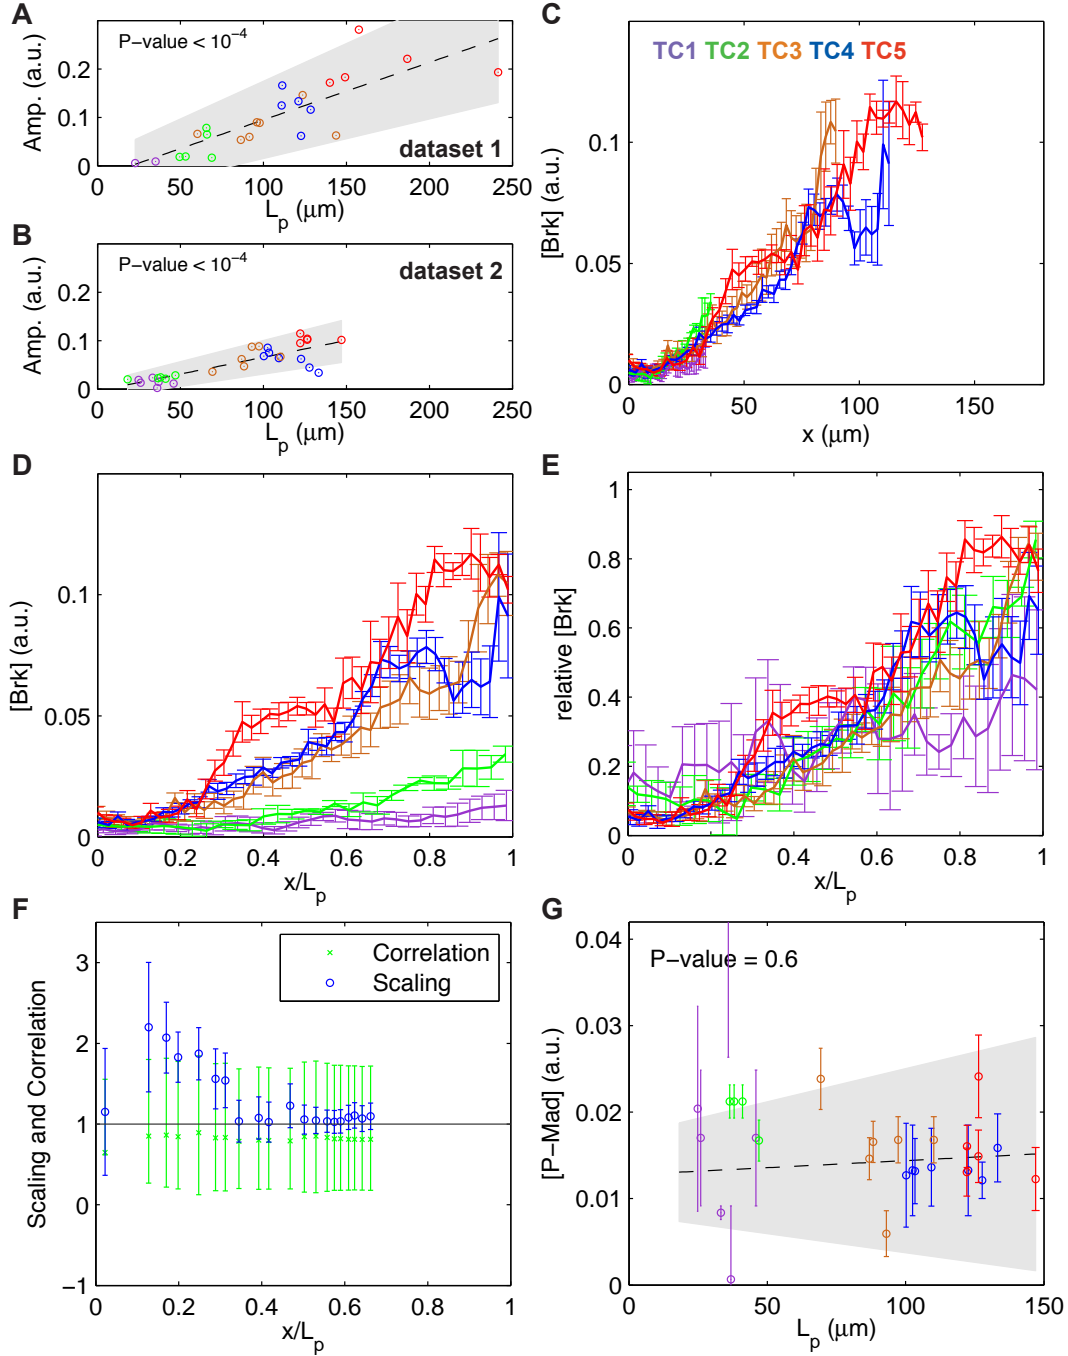 A
P-value < 10⁻⁴
dataset 1
Amp. (a.u.)
0.2
0.1
0
0 50 100 150 200 250
L_p (μm)
B
P-value < 10⁻⁴
dataset 2
Amp. (a.u.)
0.2
0.1
0
0 50 100 150 200 250
L_p (μm)
C
TC1 TC2 TC3 TC4 TC5
[Brk] (a.u.)
0.1
0.05
0
0 50 100 150
x (μm)
D
[Brk] (a.u.)
0.1
0.05
0
0 0.2 0.4 0.6 0.8 1
x/L_p
E
relative [Brk]
1
0.8
0.6
0.4
0.2
0
0 0.2 0.4 0.6 0.8 1
x/L_p
F
Correlation
Scaling
Scaling and Correlation
3
2
1
0
−1
0 0.2 0.4 0.6 0.8 1
x/L_p
G
P-value = 0.6
[P-Mad] (a.u.)
0.04
0.03
0.02
0.01
0
0 50 100 150
L_p (μm)